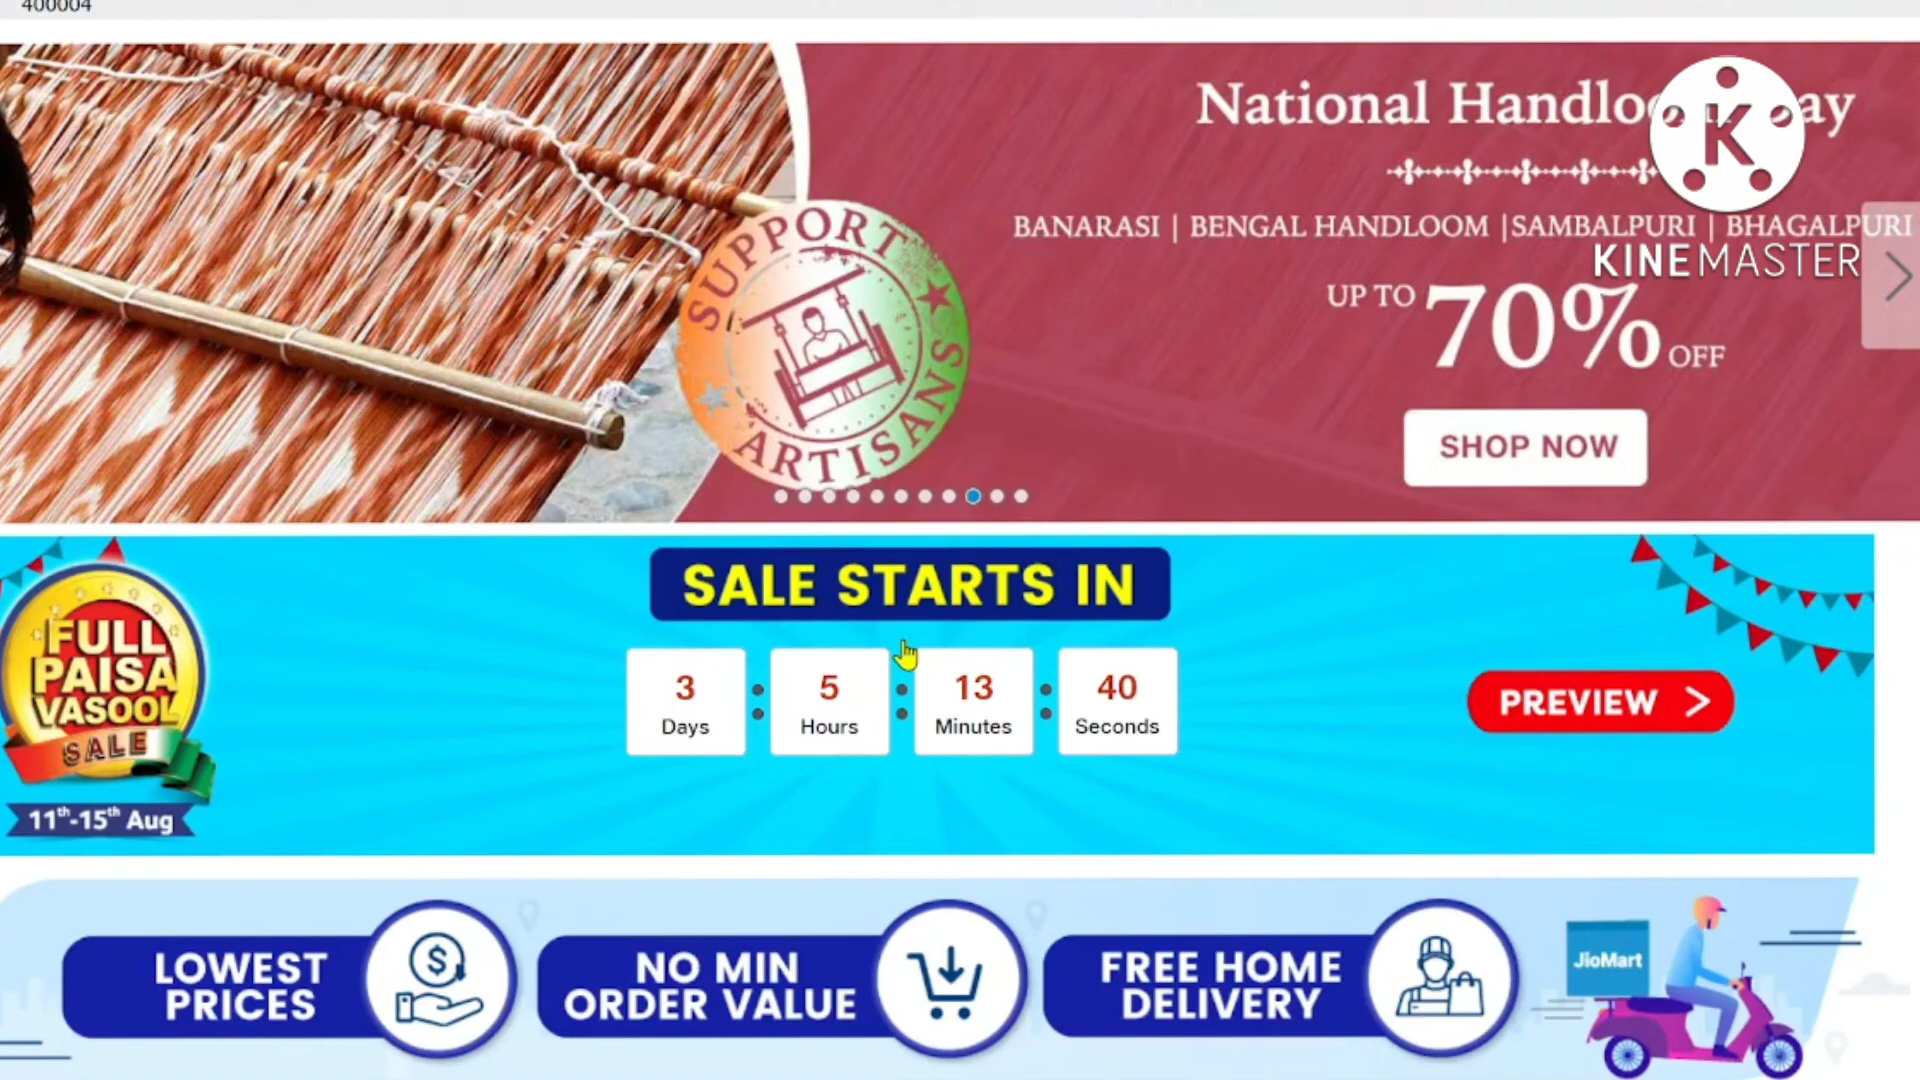 400004
National Handloom Day
BANARASI | BENGAL HANDLOOM |SAMBALPURI | BHAGALPURI
UP TO 70% OFF
SHOP NOW
SUPPORT
ARTISANS
K
KINEMASTER
FULL
PAISA
VASOOL
SALE
11th-15th Aug
SALE STARTS IN
3 : 5 : 13 : 40
Days Hours Minutes Seconds
PREVIEW >
LOWEST
PRICES
NO MIN
ORDER VALUE
FREE HOME
DELIVERY
JioMart